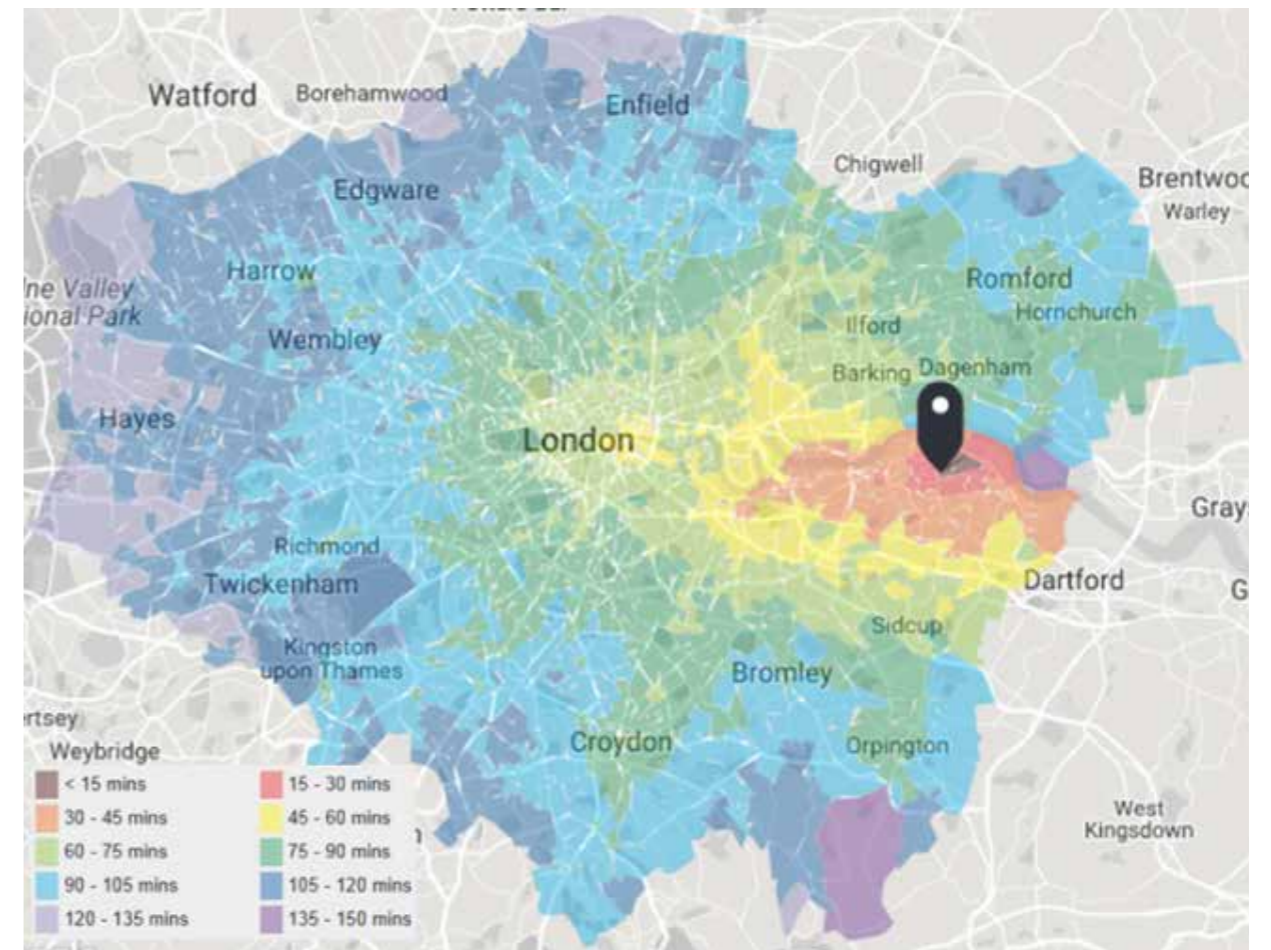 Watford
Borehamwood
Enfield
Chigwell
Brentwoo
Warley
Edgware
Harrow
Romford
Hornchurch
ne Valley
ional Park
Wembley
Ilford
Barking
Dagenham
Hayes
London
Gray
Richmond
Twickenham
Dartford
G
Sidcup
Kingston
upon Thames
Bromley
rtsey
Weybridge
Croydon
Orpington
West
Kingsdown
< 15 mins
15 - 30 mins
30 - 45 mins
45 - 60 mins
60 - 75 mins
75 - 90 mins
90 - 105 mins
105 - 120 mins
120 - 135 mins
135 - 150 mins